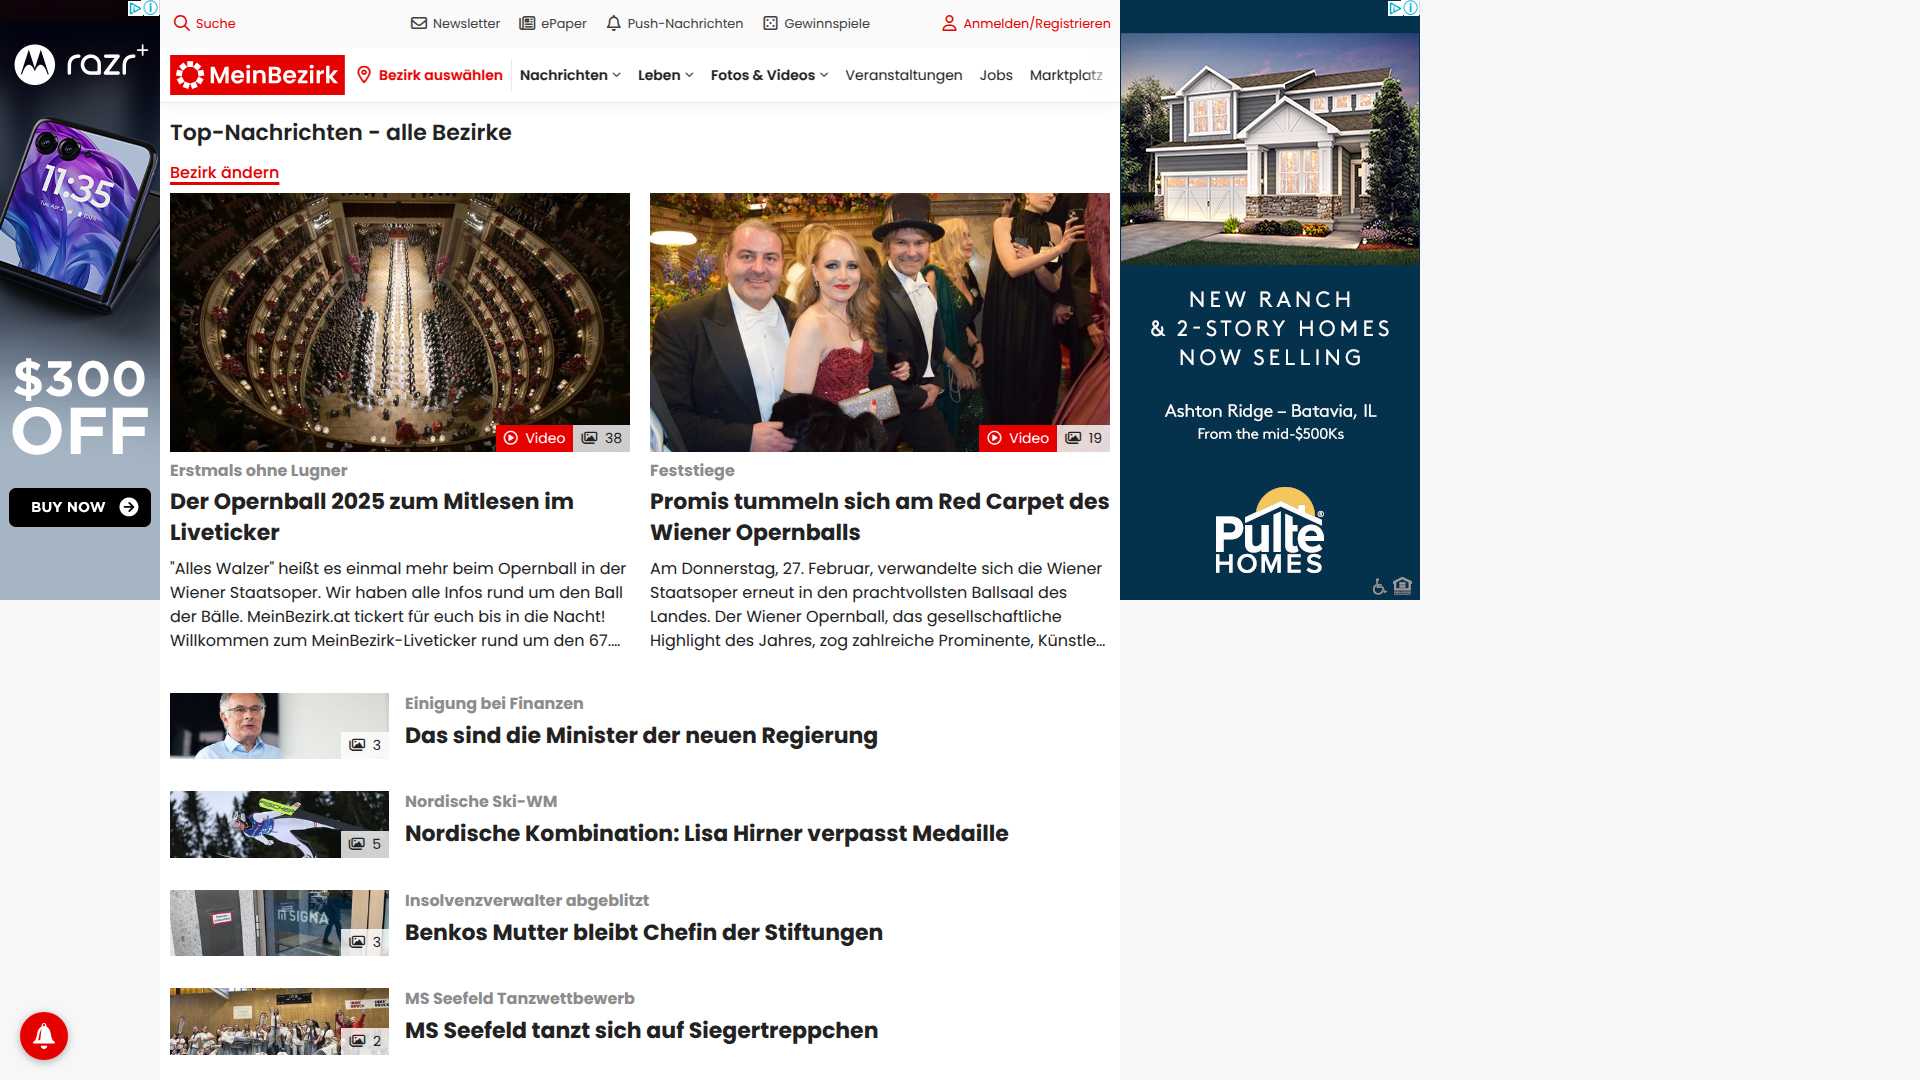 Suche
Newsletter
ePaper
Push-Nachrichten
Gewinnspiele
Anmelden/Registrieren
MeinBezirk
Bezirk auswählen
Nachrichten
Leben
Fotos & Videos
Veranstaltungen
Jobs
Marktplatz
razr+
11:35
$300
OFF
BUY NOW
Top-Nachrichten - alle Bezirke
Bezirk ändern
Video
38
Erstmals ohne Lugner
Der Opernball 2025 zum Mitlesen im
Liveticker
"Alles Walzer" heißt es einmal mehr beim Opernball in der
Wiener Staatsoper. Wir haben alle Infos rund um den Ball
der Bälle. MeinBezirk.at tickert für euch bis in die Nacht!
Willkommen zum MeinBezirk-Liveticker rund um den 67....
Video
19
Feststiege
Promis tummeln sich am Red Carpet des
Wiener Opernballs
Am Donnerstag, 27. Februar, verwandelte sich die Wiener
Staatsoper erneut in den prachtvollsten Ballsaal des
Landes. Der Wiener Opernball, das gesellschaftliche
Highlight des Jahres, zog zahlreiche Prominente, Künstle...
3
Einigung bei Finanzen
Das sind die Minister der neuen Regierung
5
Nordische Ski-WM
Nordische Kombination: Lisa Hirner verpasst Medaille
SIGNA
3
Insolvenzverwalter abgeblitzt
Benkos Mutter bleibt Chefin der Stiftungen
2
MS Seefeld Tanzwettbewerb
MS Seefeld tanzt sich auf Siegertreppchen
NEW RANCH
& 2-STORY HOMES
NOW SELLING
Ashton Ridge – Batavia, IL
From the mid-$500Ks
Pulte®
HOMES